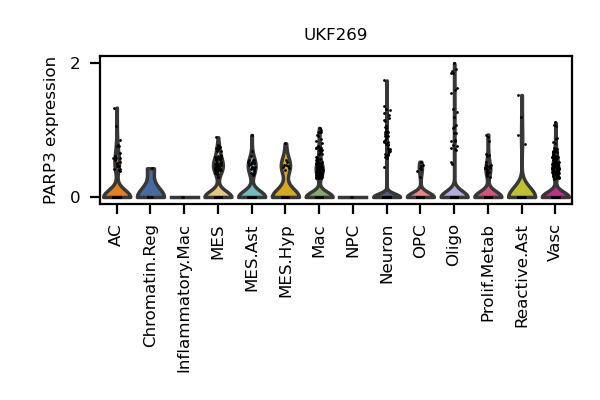 UKF269
PARP3 expression
2
0
AC
Chromatin.Reg
Inflammatory.Mac
MES
MES.Ast
MES.Hyp
Mac
NPC
Neuron
OPC
Oligo
Prolif.Metab
Reactive.Ast
Vasc